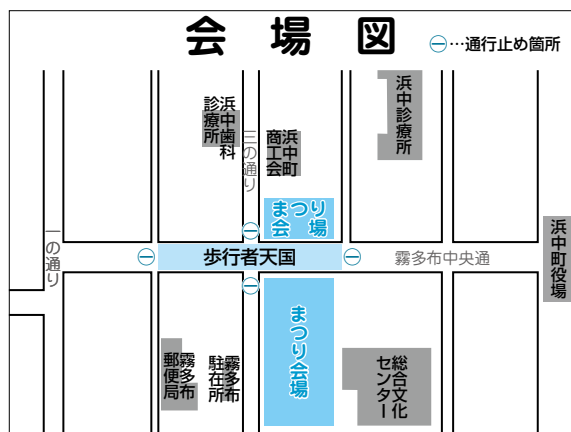 会場図
⊖…通行止め箇所
浜中歯科
診療所
三の通り
浜中町
商工会
浜中診療所
まつり
会場
一の通り
歩行者天国
霧多布中央通
浜中町役場
霧多布
郵便局
霧多布
駐在所
まつり会場
総合文化
センター